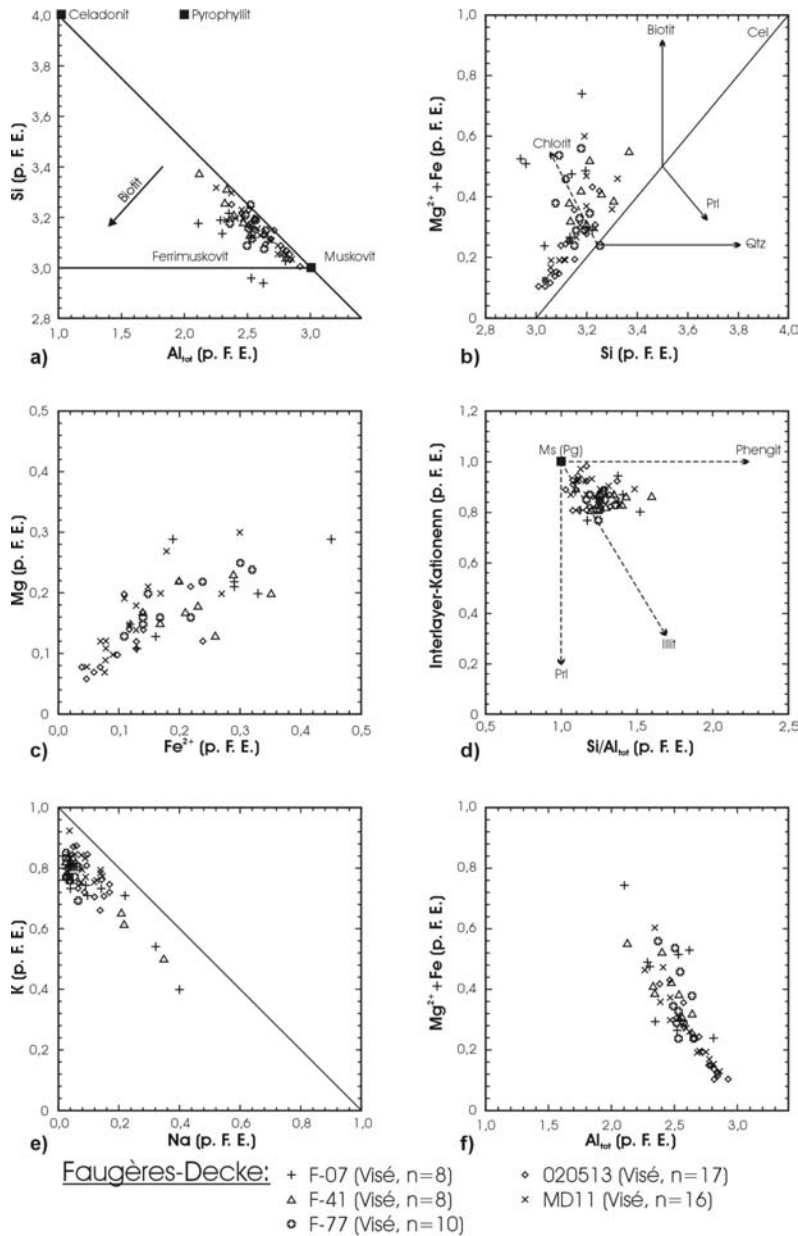 4,0
Celadonit
Pyrophyllit
3,8
3,6
3,4
3,2
3,0
2,8
Si (p. F. E.)
Biotit
Ferrimuskovit
Muskovit
1,0 1,5 2,0 2,5 3,0
a) Al tot (p. F. E.)
1,0
0,8
0,6
0,4
0,2
0
Mg²⁺+Fe (p. F. E.)
Biotit
Cel
Chlorit
Prl
Qtz
2,8 3,0 3,2 3,4 3,6 3,8 4,0
b) Si (p. F. E.)
0,5
0,4
0,3
0,2
0,1
0
Mg (p. F. E.)
0,0 0,1 0,2 0,3 0,4 0,5
c) Fe²⁺ (p. F. E.)
1,2
1,0
0,8
0,6
0,4
0,2
0
Interlayer-Kationenn (p. F. E.)
Ms (Pg)
Phengit
Illit
Prl
0,5 1,0 1,5 2,0 2,5
d) Si/Al tot (p. F. E.)
1,0
0,8
0,6
0,4
0,2
0
K (p. F. E.)
0,0 0,2 0,4 0,6 0,8 1,0
e) Na (p. F. E.)
1,0
0,8
0,6
0,4
0,2
0
Mg²⁺+Fe (p. F. E.)
1,0 1,5 2,0 2,5 3,0
f) Al tot (p. F. E.)
Faugères-Decke:
+ F-07 (Visé, n=8)
△ F-41 (Visé, n=8)
F-77 (Visé, n=10)
◇ 020513 (Visé, n=17)
× MD11 (Visé, n=16)